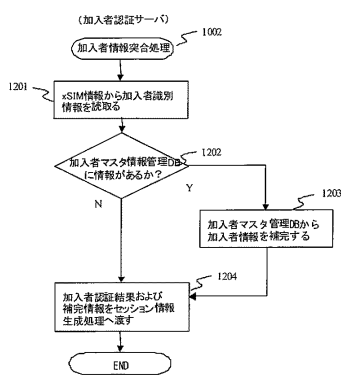 (加入者認証サーバ)
加入者情報突合処理
1002
1201
xSIM情報から加入者識別
情報を読取る
1202
加入者マスタ情報管理DB
に情報があるか?
N
Y
1203
加入者マスタ管理DBから
加入者情報を補完する
1204
加入者認証結果および
補完情報をセッション情報
生成処理へ渡す
END